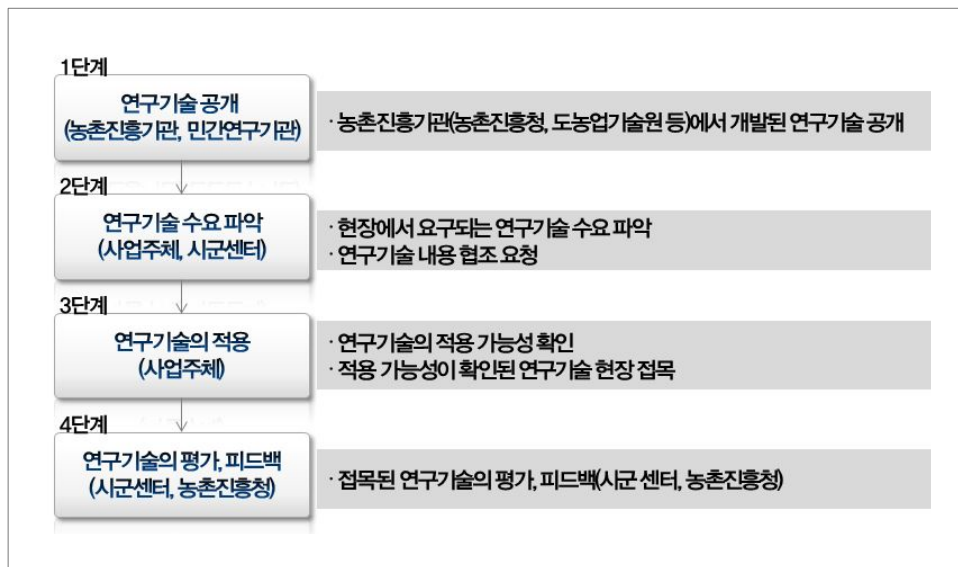 1단계
연구기술 공개
(농촌진흥기관, 민간연구기관)
· 농촌진흥기관(농촌진흥청, 도농업기술원 등)에서 개발된 연구기술 공개
2단계
연구기술 수요 파악
(사업주체, 시군센터)
· 현장에서 요구되는 연구기술 수요 파악
· 연구기술 내용 협조 요청
3단계
연구기술의 적용
(사업주체)
· 연구기술의 적용 가능성 확인
· 적용 가능성이 확인된 연구기술 현장 접목
4단계
연구기술의 평가, 피드백
(시군센터, 농촌진흥청)
· 접목된 연구기술의 평가, 피드백(시군 센터, 농촌진흥청)